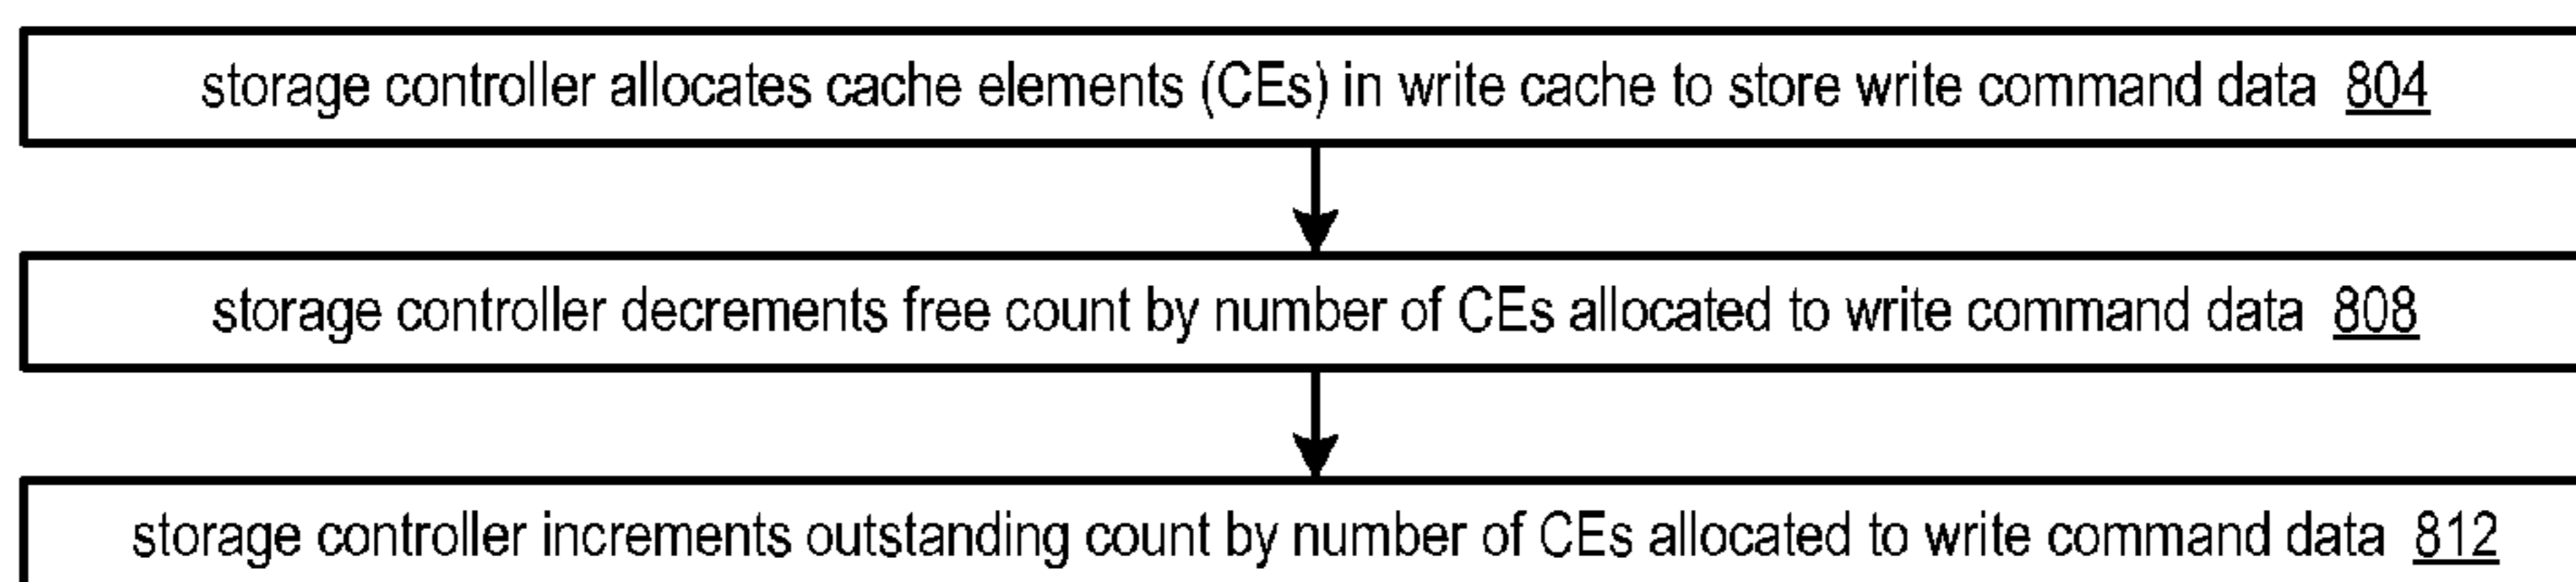 storage controller allocates cache elements (CEs) in write cache to store write command data 804
storage controller decrements free count by number of CEs allocated to write command data 808
storage controller increments outstanding count by number of CEs allocated to write command data 812